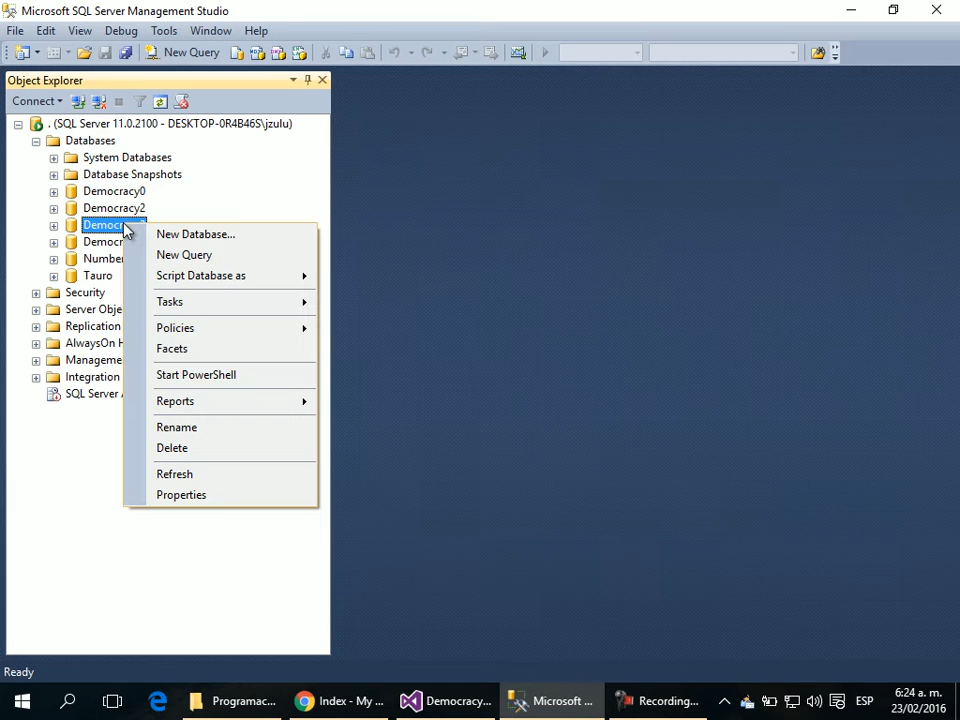 Microsoft SQL Server Management Studio
File Edit View Debug Tools Window Help
New Query
Object Explorer
Connect
. (SQL Server 11.0.2100 - DESKTOP-0R4B46S\jzulu)
Databases
System Databases
Database Snapshots
Democracy0
Democracy2
Democr
Democr
Number
Tauro
Security
Server Obje
Replication
AlwaysOn H
Manageme
Integration
SQL Server
New Database...
New Query
Script Database as
Tasks
Policies
Facets
Start PowerShell
Reports
Rename
Delete
Refresh
Properties
Ready
Programac... Index - My ... Democracy... Microsoft ... Recording... ESP 6:24 a. m.
23/02/2016